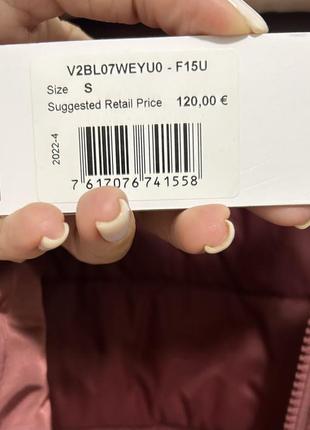 V2BL07WEYU0 - F15U
Size S
Suggested Retail Price 120,00 €
2022-4
7 617076 741558